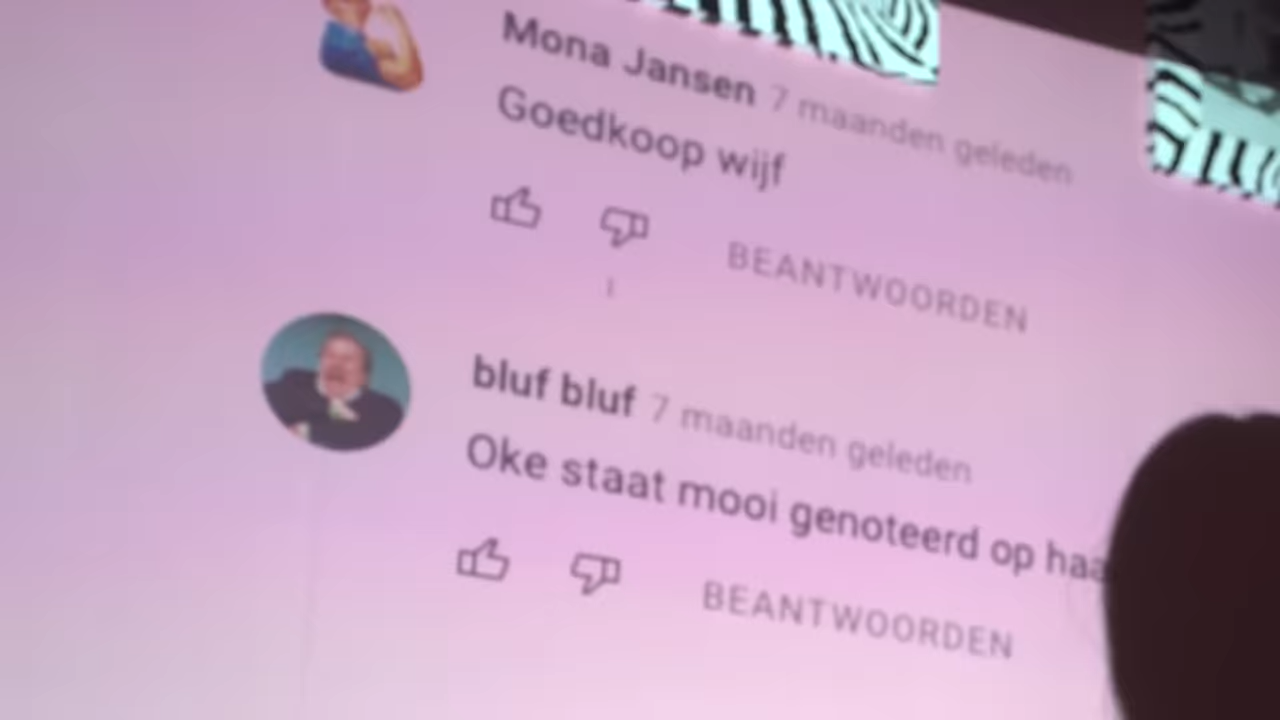 Mona Jansen 7 maanden geleden
Goedkoop wijf
BEANTWOORDEN
bluf bluf 7 maanden geleden
Oke staat mooi genoteerd op haa
BEANTWOORDEN